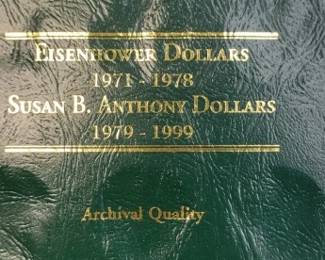 Eisenhower Dollars
1971 - 1978
Susan B. Anthony Dollars
1979 - 1999
Archival Quality